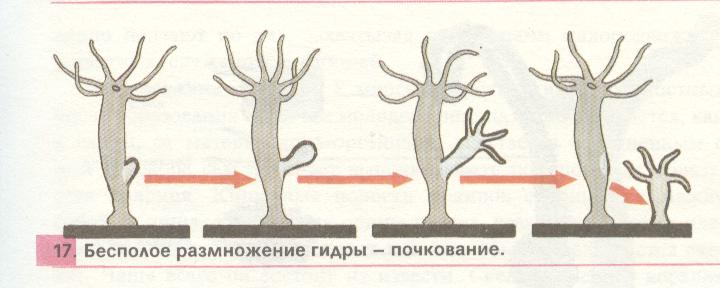 17. Бесполое размножение гидры – почкование.